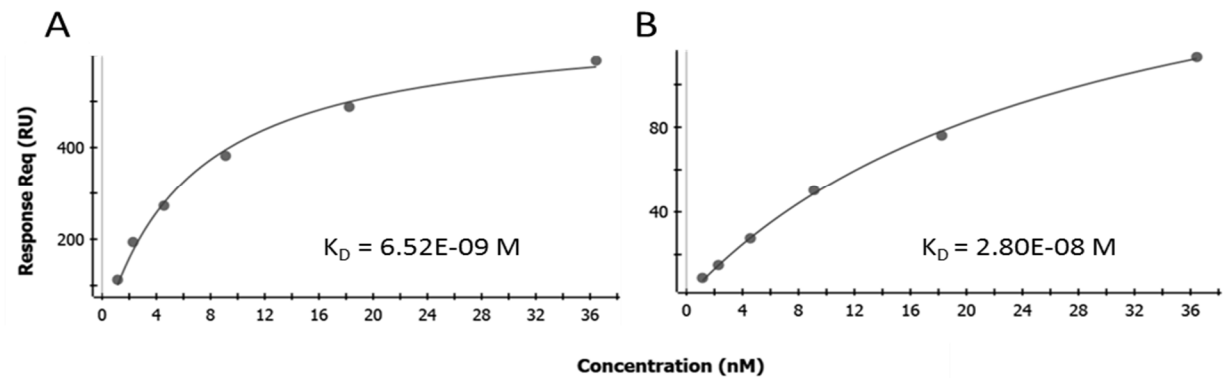 A
B
Response Req (RU)
400
200
80
40
K_D = 6.52E-09 M
K_D = 2.80E-08 M
0 4 8 12 16 20 24 28 32 36
0 4 8 12 16 20 24 28 32 36
Concentration (nM)